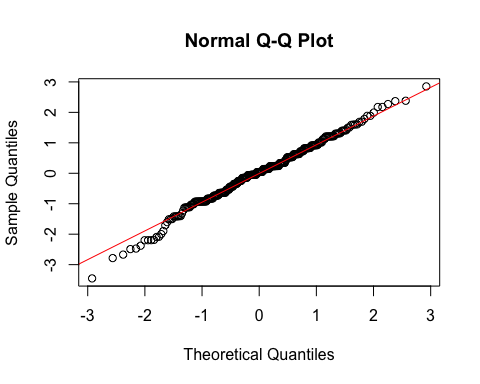 Normal Q-Q Plot
Sample Quantiles
3
2
1
0
-1
-2
-3
-3 -2 -1 0 1 2 3
Theoretical Quantiles